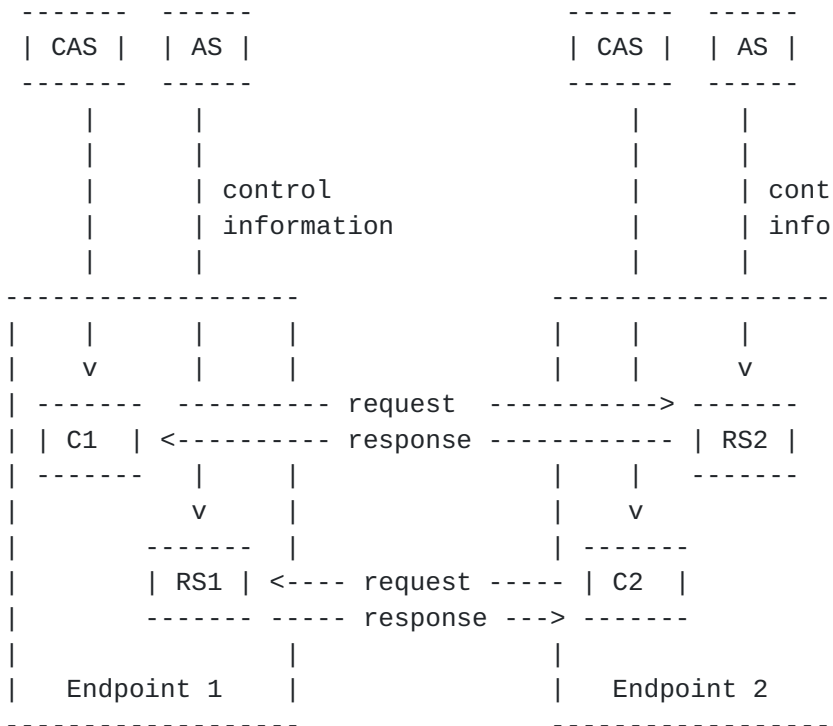 CAS AS CAS AS
control cont
information info
request
C1 response RS2
RS1 request C2
response
Endpoint 1 Endpoint 2